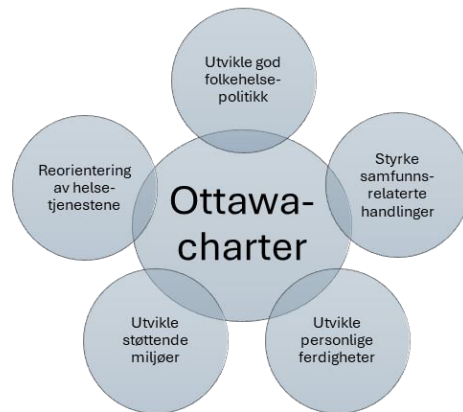 Utvikle god
folkehelse-
politikk
Styrke
samfunns-
relaterte
handlinger
Reorientering
av helse-
tjenestene
Ottawa-
charter
Utvikle
støttende
miljøer
Utvikle
personlige
ferdigheter